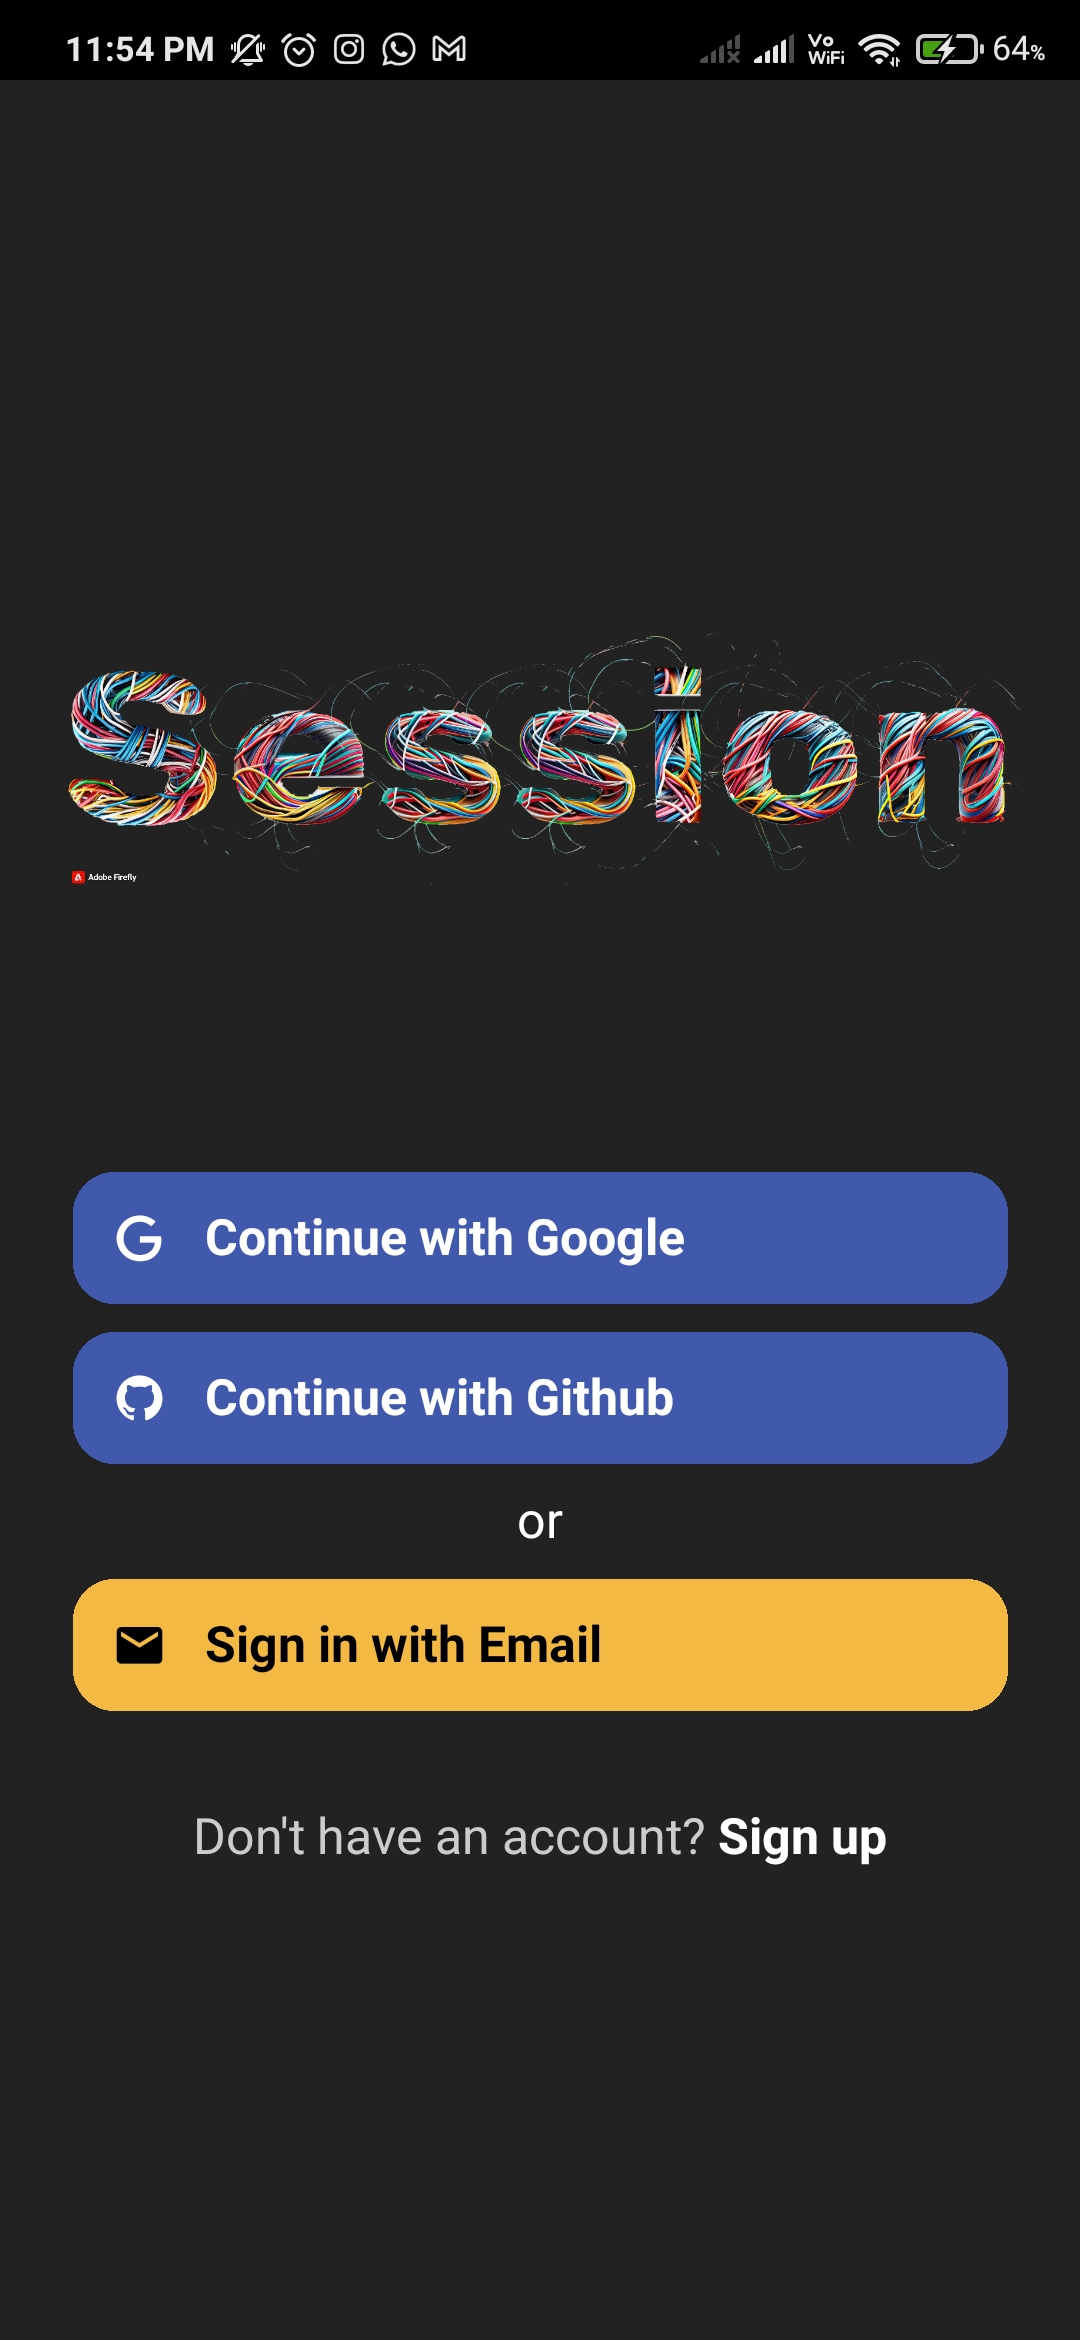 11:54 PM Vo WiFi 64%
Session
Adobe Firefly
Continue with Google
Continue with Github
or
Sign in with Email
Don't have an account? Sign up